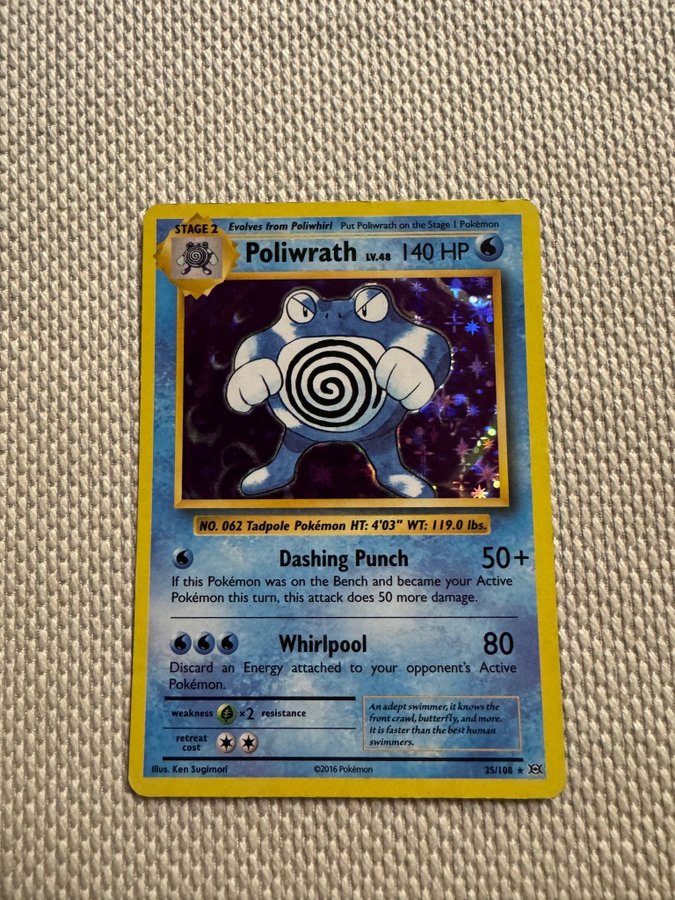 STAGE 2 Evolves from Poliwhirl Put Poliwrath on the Stage 1 Pokémon
Poliwrath LV.48 140 HP
NO. 062 Tadpole Pokémon HT: 4'03" WT: 119.0 lbs.
Dashing Punch 50+
If this Pokémon was on the Bench and became your Active
Pokémon this turn, this attack does 50 more damage.
Whirlpool 80
Discard an Energy attached to your opponent's Active
Pokémon.
weakness ×2 resistance
retreat
cost
An adept swimmer, it knows the
front crawl, butterfly, and more.
It is faster than the best human
swimmers.
Illus. Ken Sugimori ©2016 Pokémon 25/108 ★